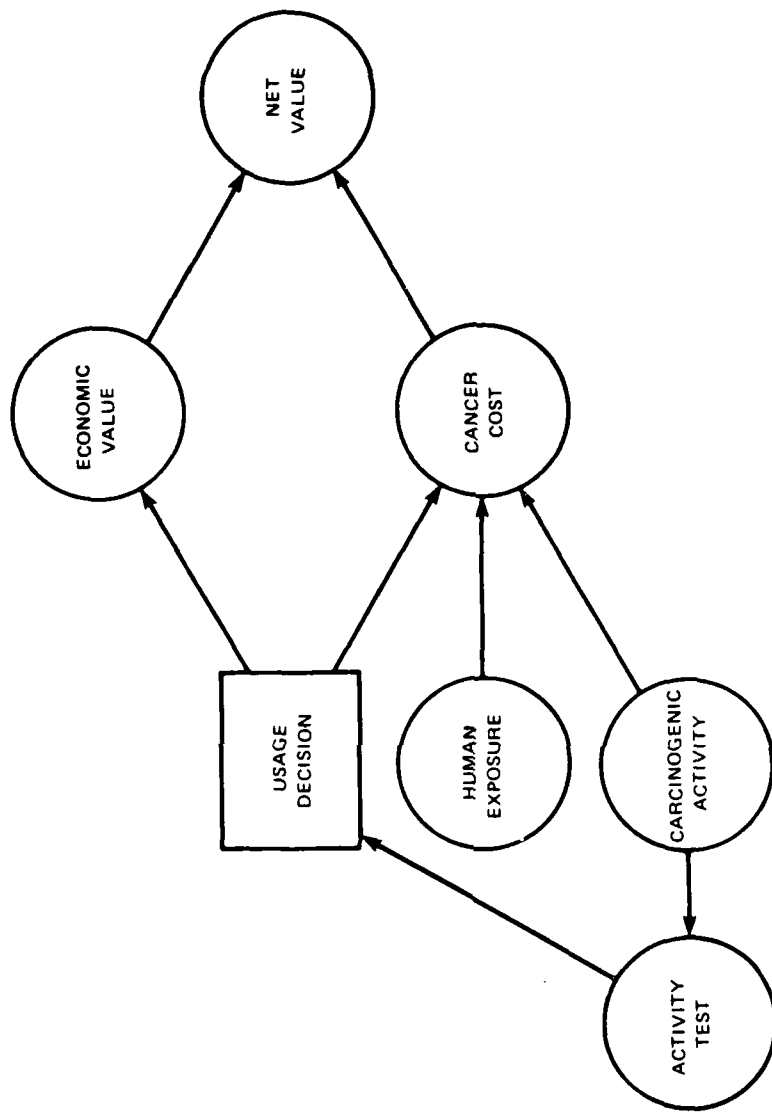 NET
VALUE
ECONOMIC
VALUE
CANCER
COST
USAGE
DECISION
HUMAN
EXPOSURE
CARCINOGENIC
ACTIVITY
ACTIVITY
TEST